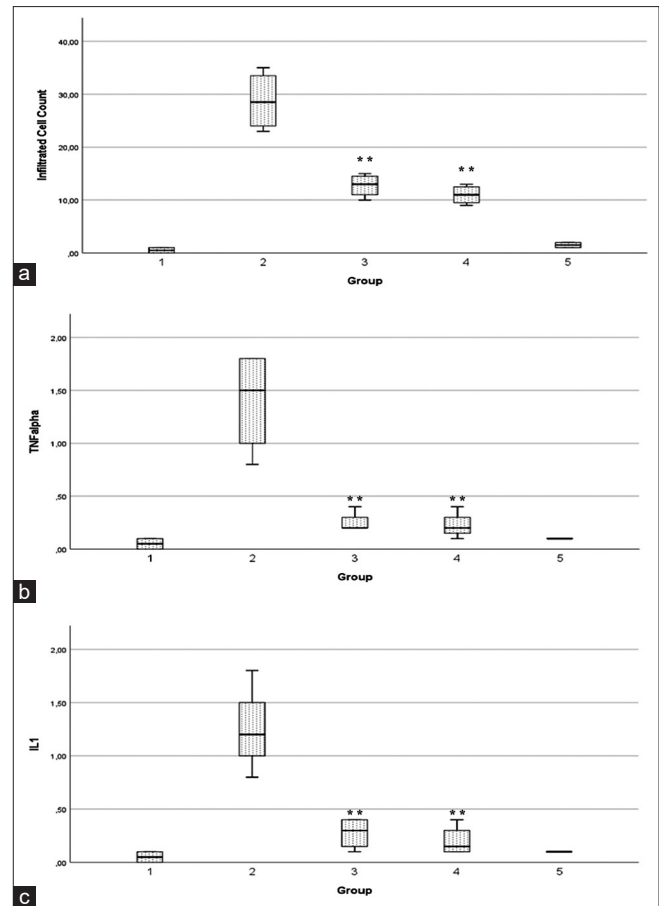 Infiltrated Cell Count
40,00
30,00
20,00
10,00
,00
** **
1 2 3 4 5
Group
a
TNFalpha
2,00
1,50
1,00
,50
,00
** **
1 2 3 4 5
Group
b
IL1
2,00
1,50
1,00
,50
,00
** **
1 2 3 4 5
Group
c